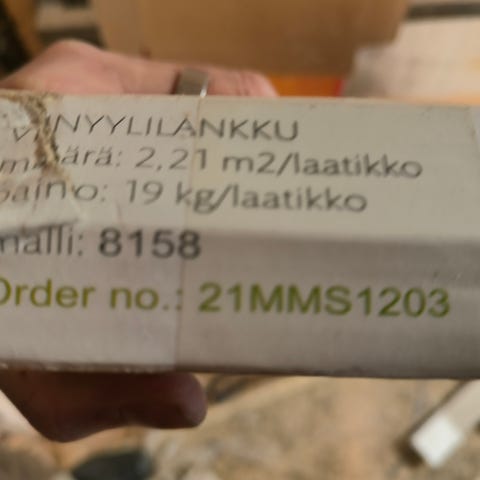 VINYYLILANKKU
määrä: 2,21 m2/laatikko
paino: 19 kg/laatikko
malli: 8158
Order no.: 21MMS1203